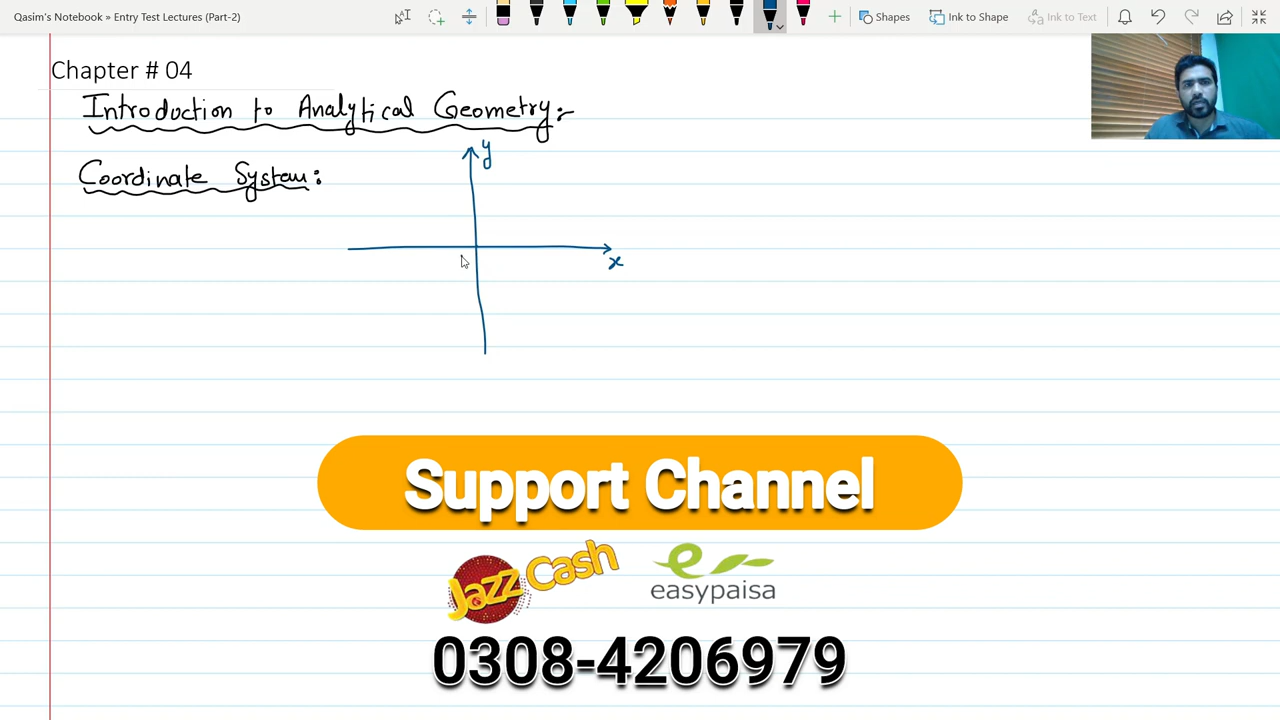 Qasim's Notebook » Entry Test Lectures (Part-2)
Shapes
Ink to Shape
Ink to Text
Chapter # 04
Introduction to Analytical Geometry:-
Coordinate System:
y
x
Support Channel
JazzCash
easypaisa
0308-4206979